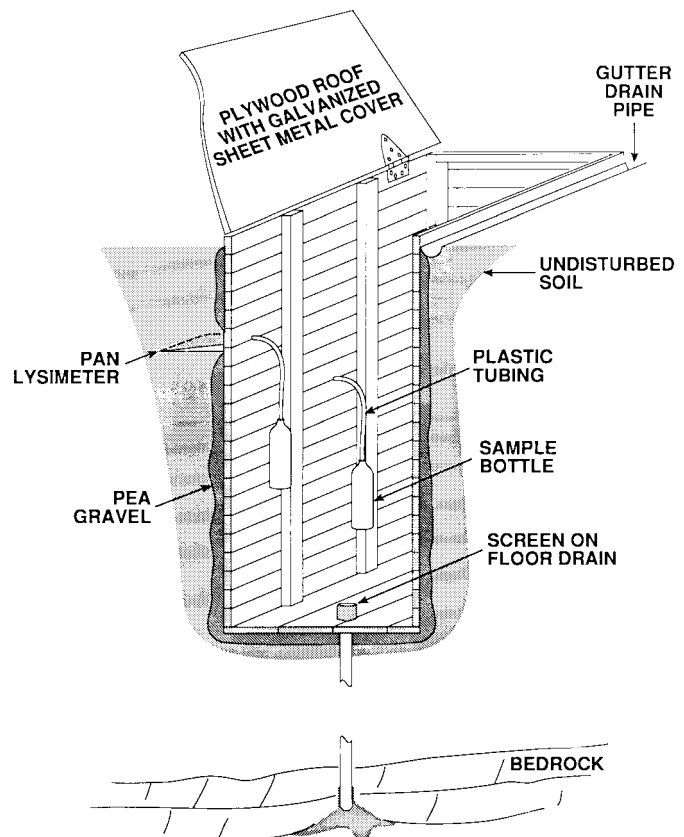 PLYWOOD ROOF
WITH GALVANIZED
SHEET METAL COVER
GUTTER
DRAIN
PIPE
UNDISTURBED
SOIL
PAN
LYSIMETER
PLASTIC
TUBING
SAMPLE
BOTTLE
PEA
GRAVEL
SCREEN ON
FLOOR DRAIN
BEDROCK